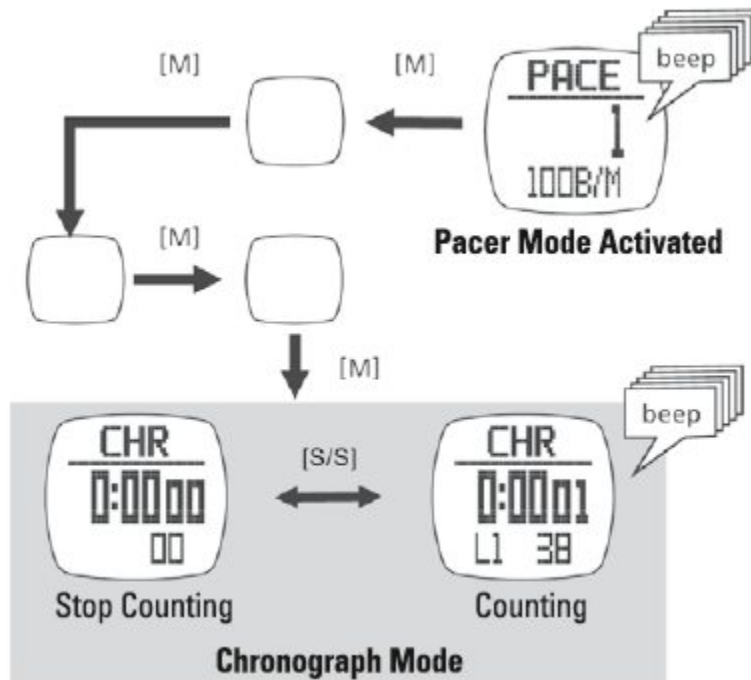 beep
[M]
[M]
PACE
1
100B/M
Pacer Mode Activated
[M]
[M]
beep
CHR
0:00 00
00
[S/S]
CHR
0:00 01
L1 38
Stop Counting
Counting
Chronograph Mode